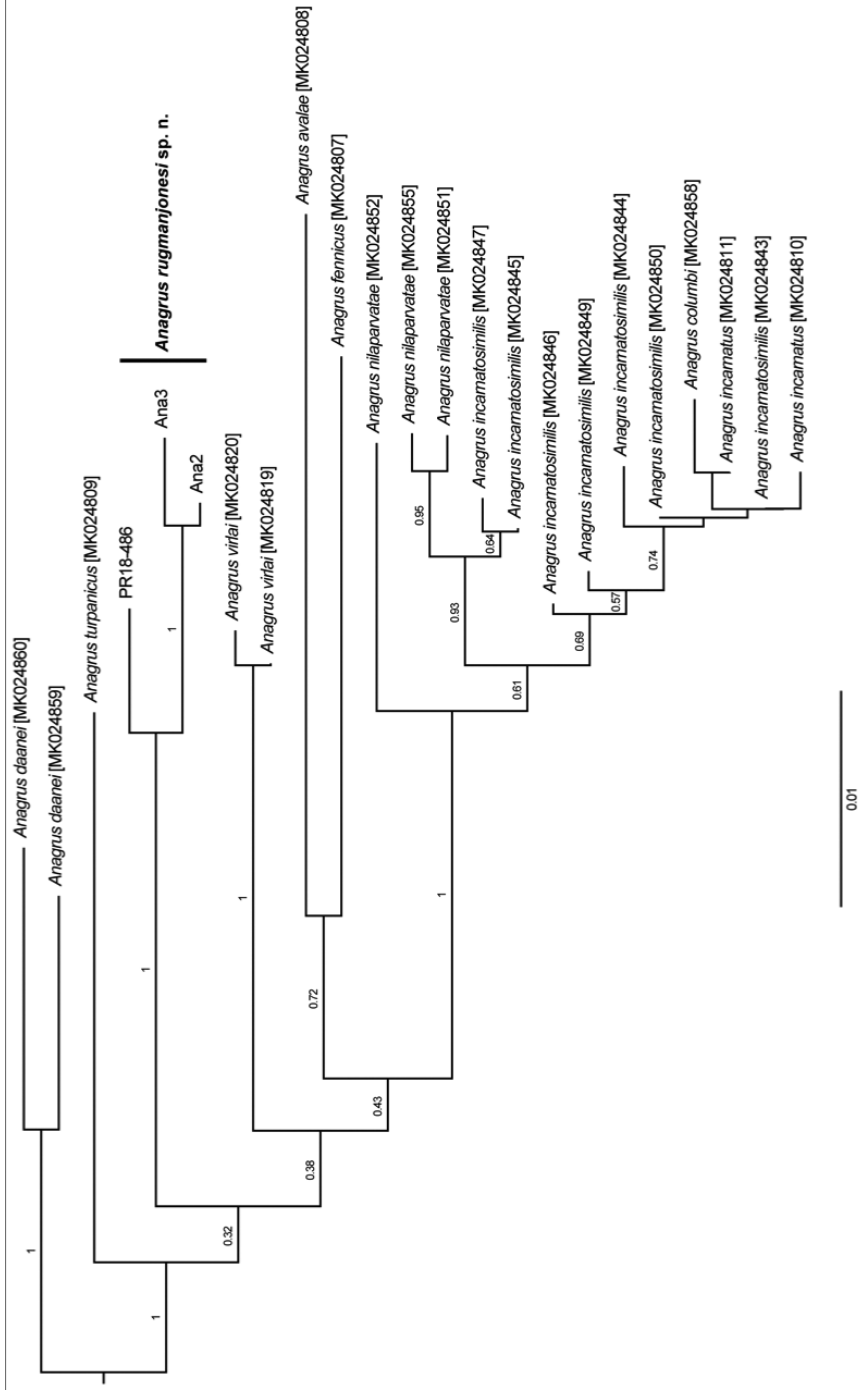 Anagrus daanei [MK024860]
Anagrus daanei [MK024859]
1
Anagrus turpanicus [MK024809]
PR18-486
Ana3
Ana2
1
1
Anagrus rugmanjonesi sp. n.
1
Anagrus virlai [MK024820]
Anagrus virlai [MK024819]
1
0.32
Anagrus avalae [MK024808]
Anagrus fennicus [MK024807]
0.72
0.38
0.43
Anagrus nilaparvatae [MK024852]
1
Anagrus nilaparvatae [MK024855]
Anagrus nilaparvatae [MK024851]
0.95
Anagrus incarnatosimilis [MK024847]
Anagrus incarnatosimilis [MK024845]
0.64
0.93
0.61
Anagrus incarnatosimilis [MK024846]
0.69
Anagrus incarnatosimilis [MK024849]
0.57
Anagrus incarnatosimilis [MK024844]
0.74
Anagrus incarnatosimilis [MK024850]
Anagrus columbi [MK024858]
Anagrus incarnatus [MK024811]
Anagrus incarnatosimilis [MK024843]
Anagrus incarnatus [MK024810]
0.01